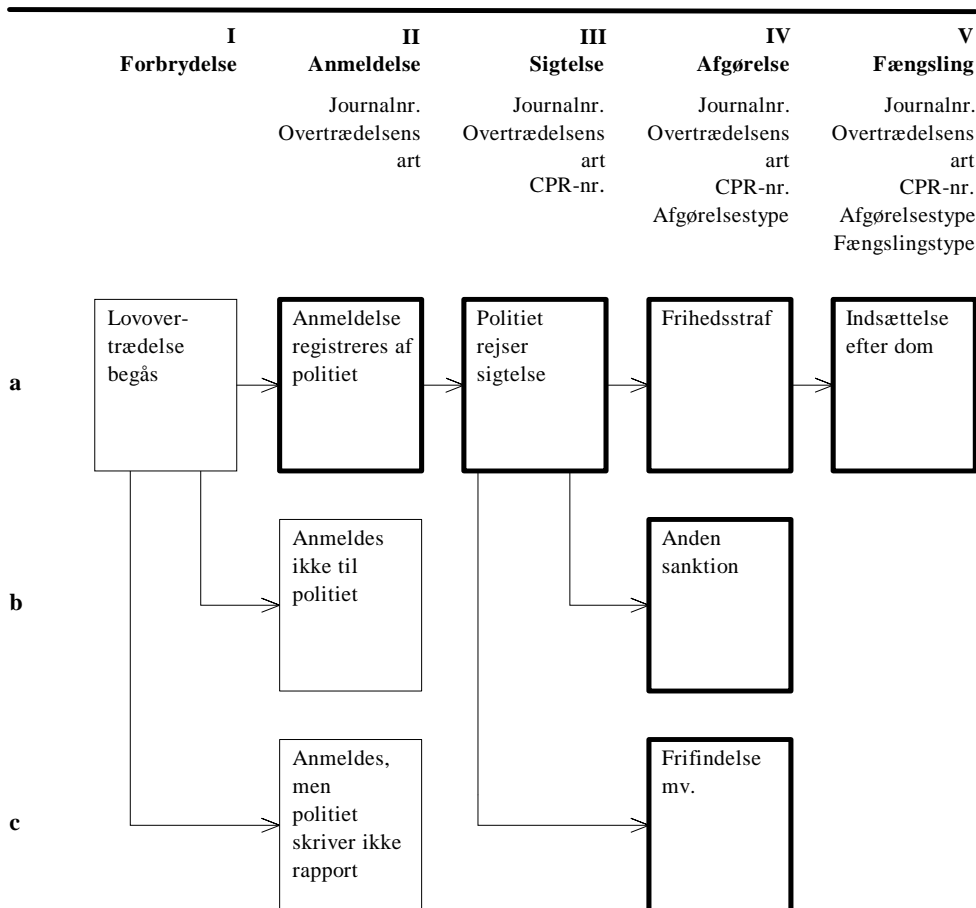 I
Forbrydelse
II
Anmeldelse
Journalnr.
Overtrædelsens
art
III
Sigtelse
Journalnr.
Overtrædelsens
art
CPR-nr.
IV
Afgørelse
Journalnr.
Overtrædelsens
art
CPR-nr.
Afgørelsestype
V
Fængsling
Journalnr.
Overtrædelsens
art
CPR-nr.
Afgørelsestype
Fængslingstype
a
Lovover-
trædelse
begås
Anmeldelse
registreres af
politiet
Politiet
rejser
sigtelse
Frihedsstraf
Indsættelse
efter dom
b
Anmeldes
ikke til
politiet
Anden
sanktion
c
Anmeldes,
men
politiet
skriver ikke
rapport
Frifindelse
mv.